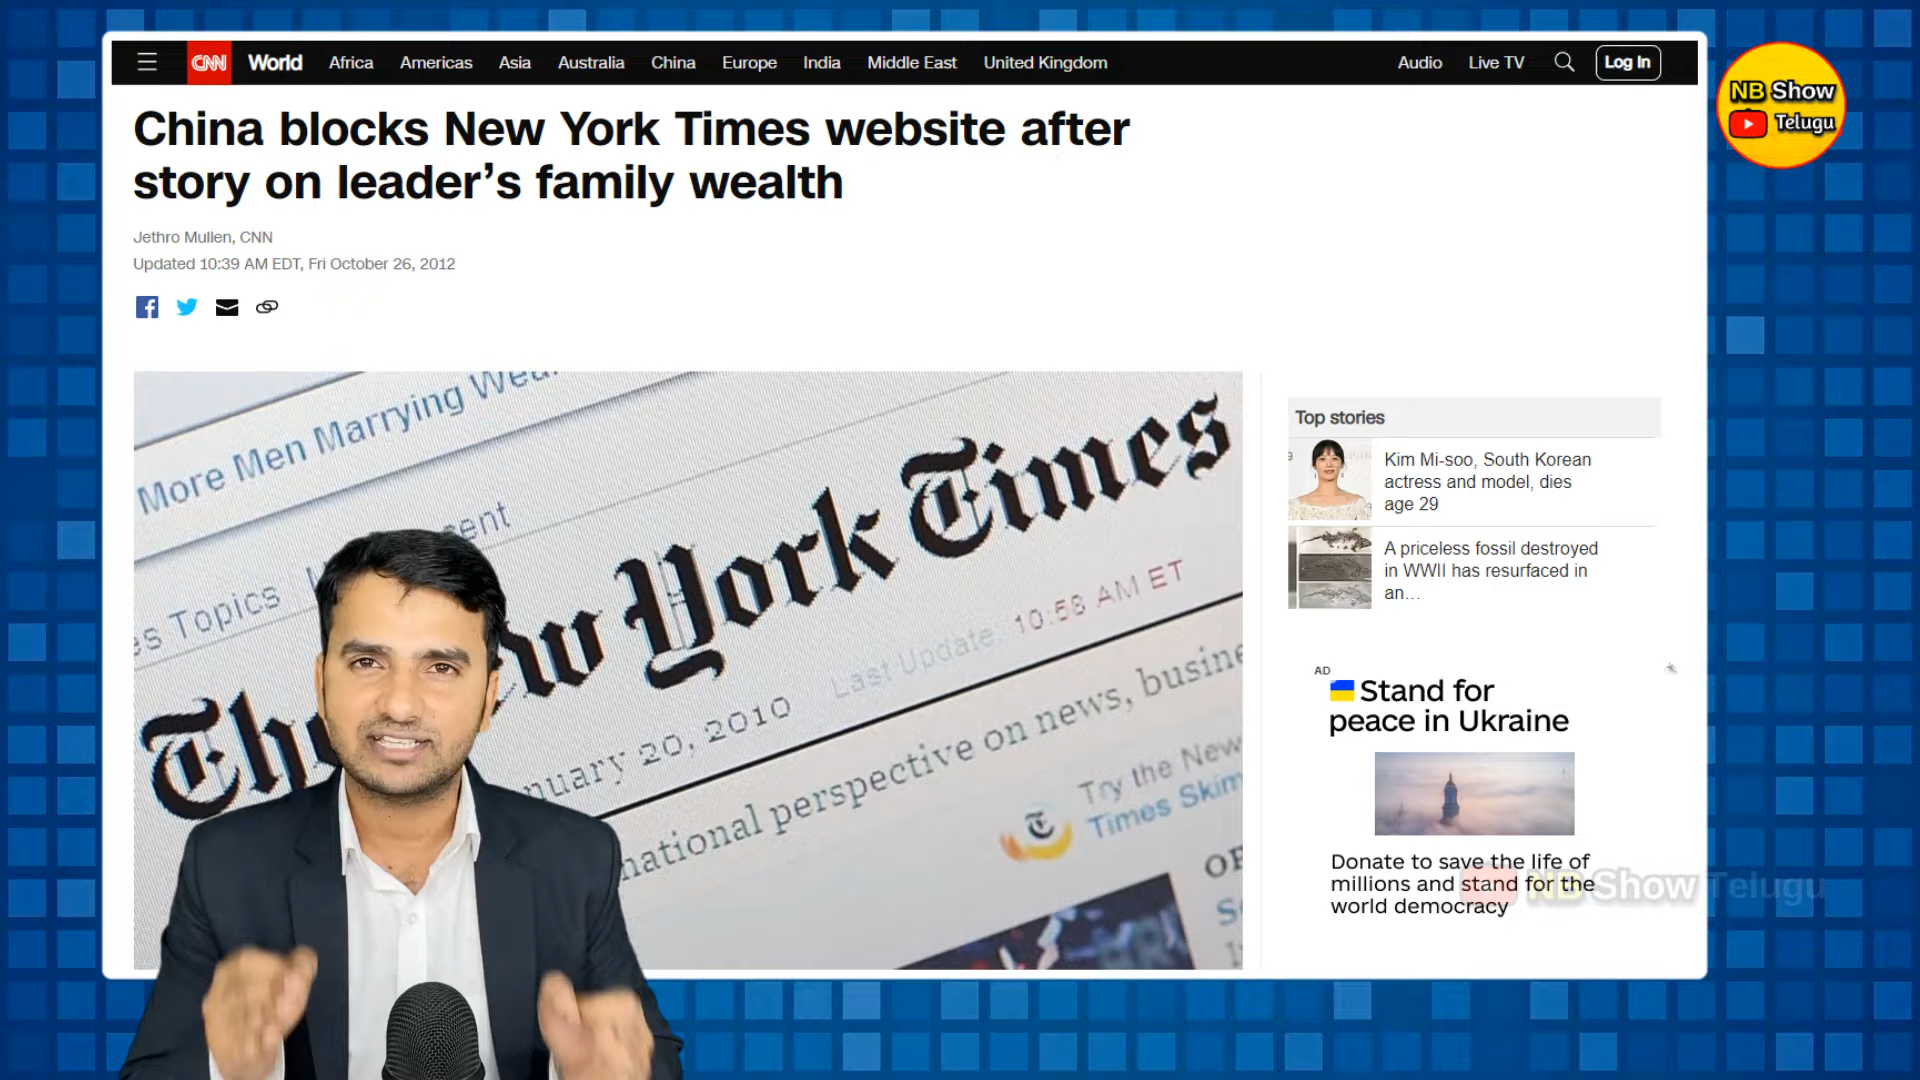 CNN World Africa Americas Asia Australia China Europe India Middle East United Kingdom Audio Live TV Log In
NB Show
Telugu
China blocks New York Times website after
story on leader’s family wealth
Jethro Mullen, CNN
Updated 10:39 AM EDT, Fri October 26, 2012
More Men Marrying
es Topics
The New York Times
nuary 20, 2010 Last Update: 10:58 AM ET
national perspective on news, busine
Try the New
Times Skim
Top stories
Kim Mi-soo, South Korean
actress and model, dies
age 29
A priceless fossil destroyed
in WWII has resurfaced in
an…
AD
Stand for
peace in Ukraine
Donate to save the life of
millions and stand for the
world democracy
NB Show Telugu